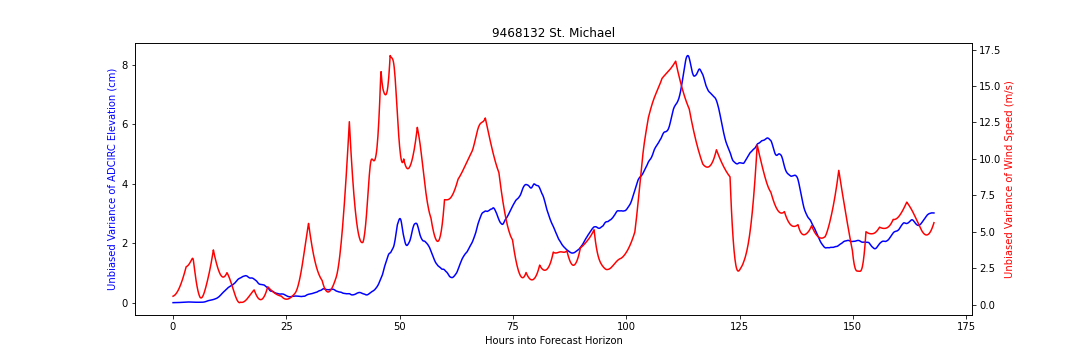 9468132 St. Michael
Unbiased Variance of ADCIRC Elevation (cm)
8
6
4
2
0
17.5
15.0
12.5
10.0
7.5
5.0
2.5
0.0
Unbiased Variance of Wind Speed (m/s)
0 25 50 75 100 125 150 175
Hours into Forecast Horizon